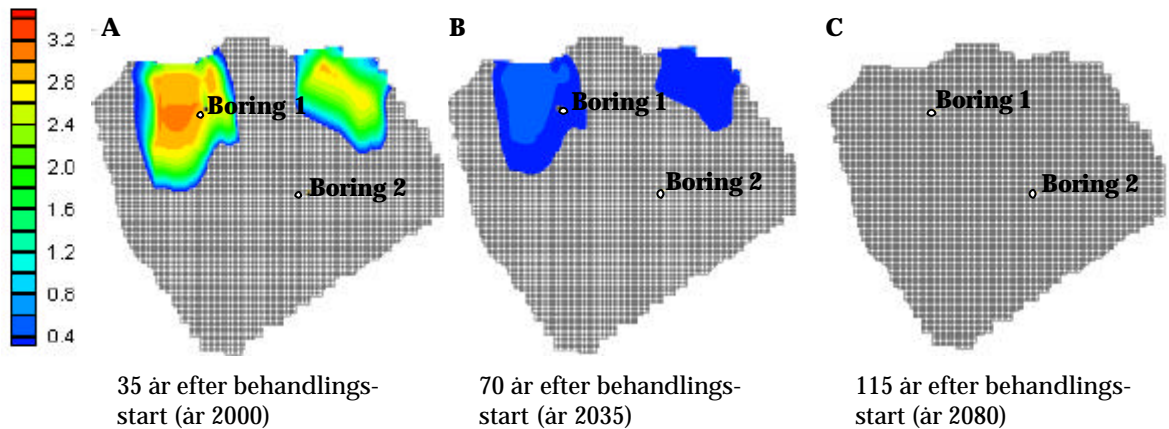 3.2
2.8
2.4
2.0
1.6
1.2
0.8
0.4
A
Boring 1
Boring 2
35 år efter behandlings-
start (år 2000)
B
Boring 1
Boring 2
70 år efter behandlings-
start (år 2035)
C
Boring 1
Boring 2
115 år efter behandlings-
start (år 2080)